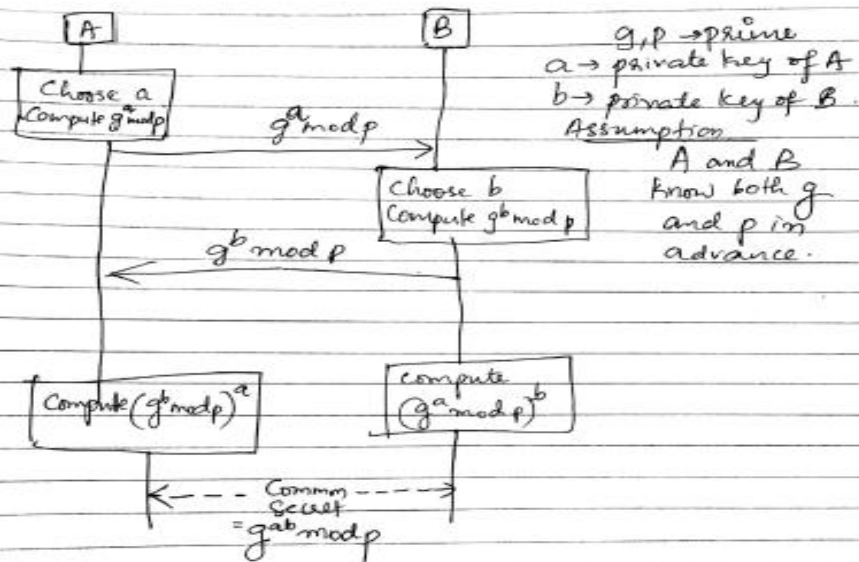 A
B
g,p → prime
a → private key of A
b → private key of B.
Assumption
A and B
know both g
and p in
advance.
Choose a
Compute g^a mod p
g^a mod p
Choose b
Compute g^b mod p
g^b mod p
Compute (g^b mod p)^a
compute
(g^a mod p)^b
Common
secret
= g^ab mod p